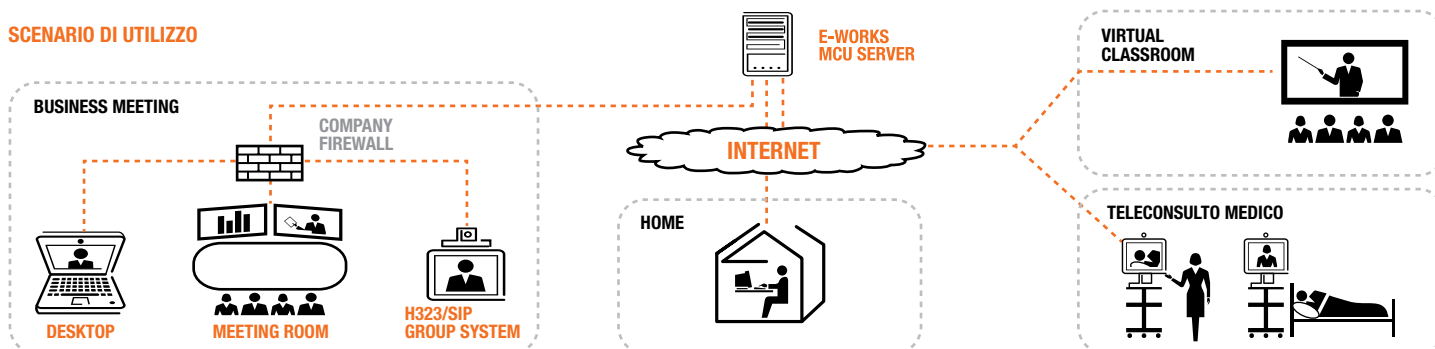 SCENARIO DI UTILIZZO
E-WORKS
MCU SERVER
BUSINESS MEETING
COMPANY
FIREWALL
DESKTOP
MEETING ROOM
H323/SIP
GROUP SYSTEM
INTERNET
HOME
VIRTUAL
CLASSROOM
TELECONSULTO MEDICO